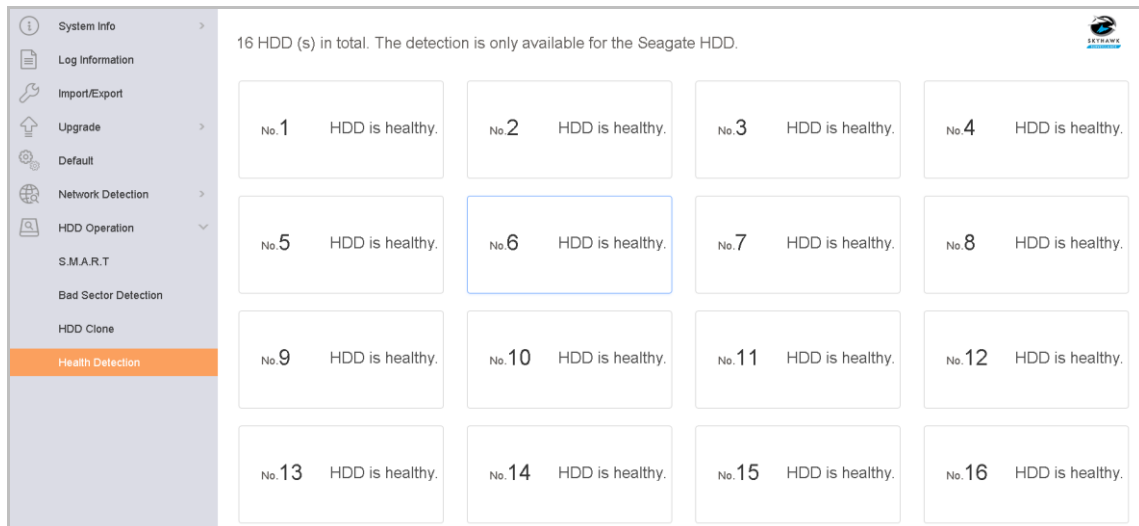 System Info
Log Information
Import/Export
Upgrade
Default
Network Detection
HDD Operation
S.M.A.R.T
Bad Sector Detection
HDD Clone
Health Detection
16 HDD (s) in total. The detection is only available for the Seagate HDD.
SKYHAWK
No.1 HDD is healthy.
No.2 HDD is healthy.
No.3 HDD is healthy.
No.4 HDD is healthy.
No.5 HDD is healthy.
No.6 HDD is healthy.
No.7 HDD is healthy.
No.8 HDD is healthy.
No.9 HDD is healthy.
No.10 HDD is healthy.
No.11 HDD is healthy.
No.12 HDD is healthy.
No.13 HDD is healthy.
No.14 HDD is healthy.
No.15 HDD is healthy.
No.16 HDD is healthy.